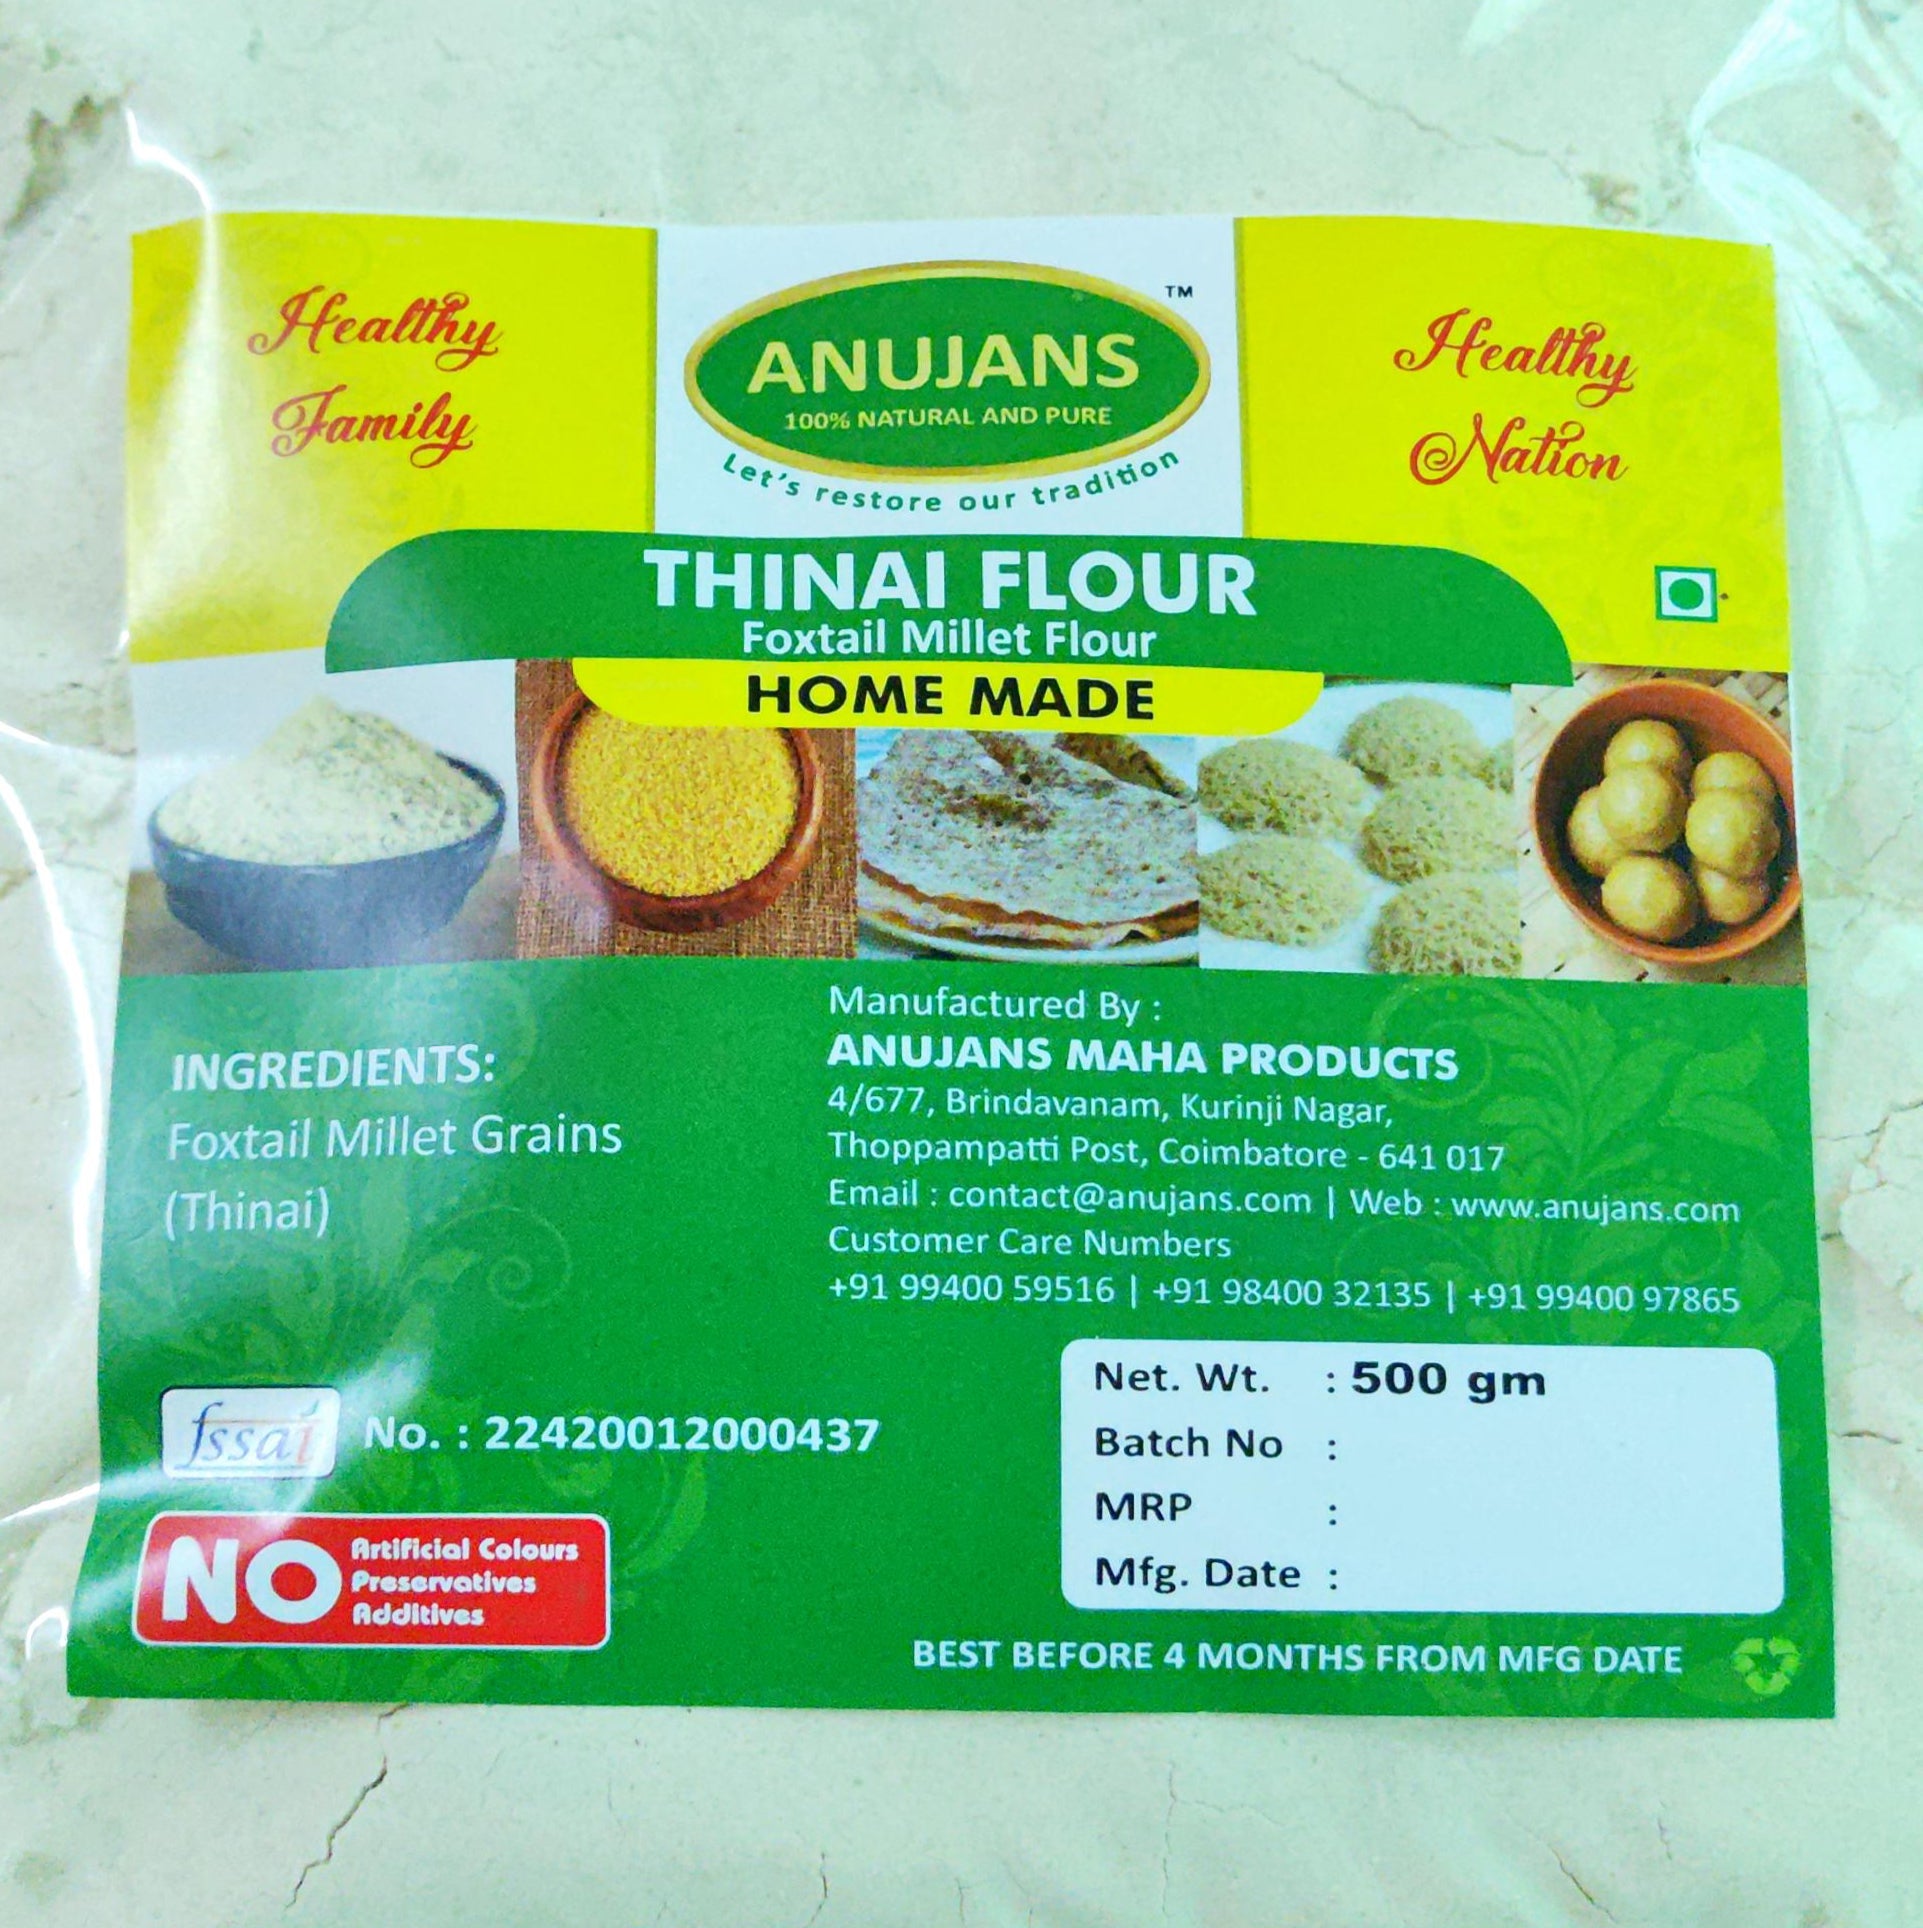 Healthy
Family
ANUJANS
TM
100% NATURAL AND PURE
Let's restore our tradition
Healthy
Nation
THINAI FLOUR
Foxtail Millet Flour
HOME MADE
INGREDIENTS:
Foxtail Millet Grains
(Thinai)
Manufactured By :
ANUJANS MAHA PRODUCTS
4/677, Brindavanam, Kurinji Nagar,
Thoppampatti Post, Coimbatore - 641 017
Email : contact@anujans.com | Web : www.anujans.com
Customer Care Numbers
+91 99400 59516 | +91 98400 32135 | +91 99400 97865
fssai No. : 22420012000437
NO Artificial Colours
Preservatives
Additives
Net. Wt. : 500 gm
Batch No :
MRP :
Mfg. Date :
BEST BEFORE 4 MONTHS FROM MFG DATE